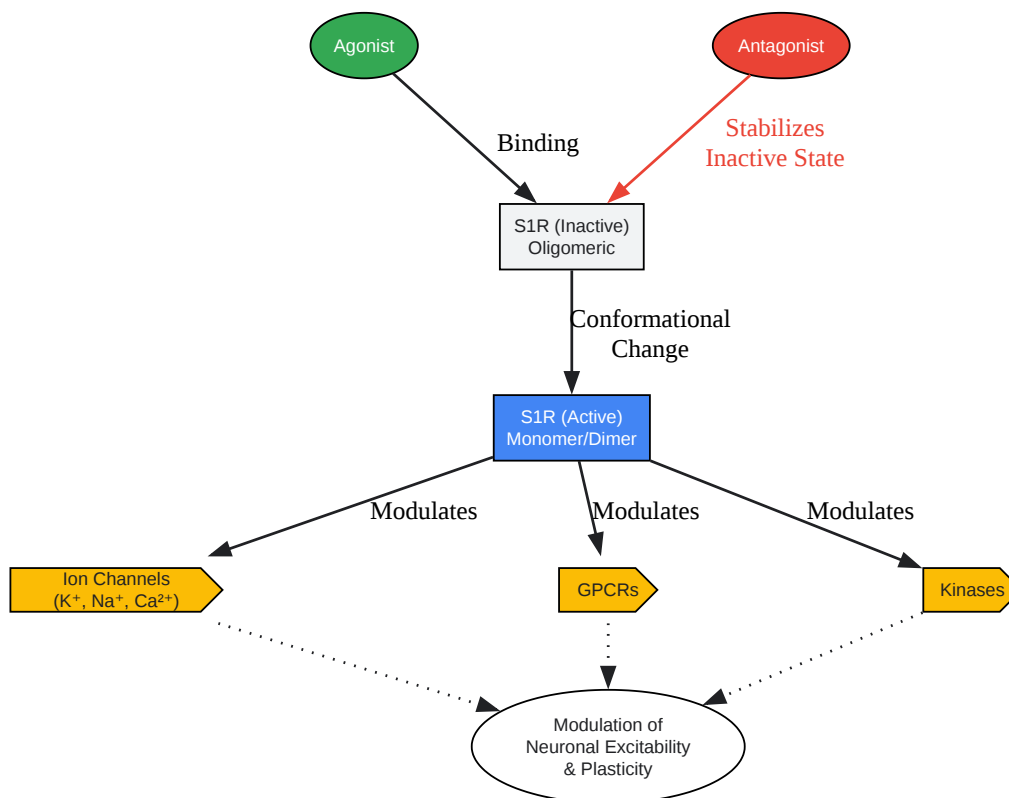 Agonist
Antagonist
Binding
Stabilizes
Inactive State
S1R (Inactive)
Oligomeric
Conformational
Change
S1R (Active)
Monomer/Dimer
Modulates
Modulates
Modulates
Ion Channels
(K⁺, Na⁺, Ca²⁺)
GPCRs
Kinases
Modulation of
Neuronal Excitability
& Plasticity